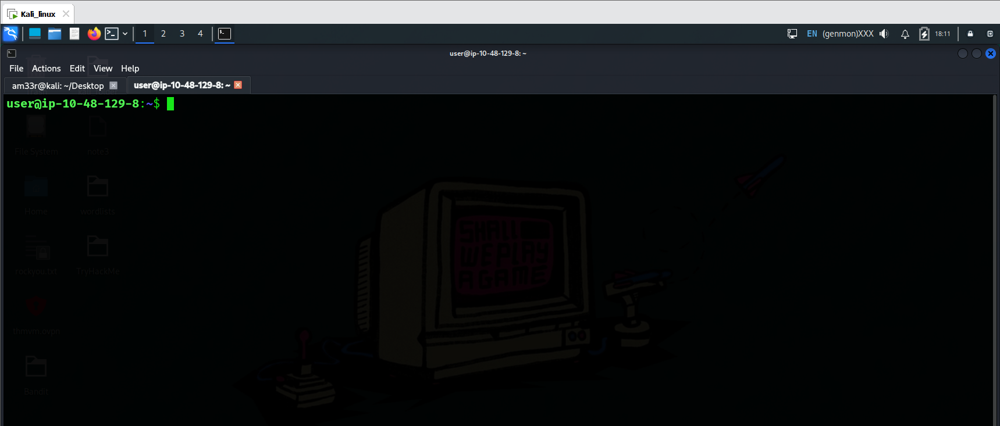 Kali_linux
1 2 3 4 EN (genmon)XXX 18:11
user@ip-10-48-129-8: ~
File Actions Edit View Help
am33r@kali: ~/Desktop user@ip-10-48-129-8: ~
user@ip-10-48-129-8:~$
File System note3
Home wordlists
rockyou.txt TryHackMe
thmvm.ovpn
Bandit
SHALL
WE PLAY
A GAME